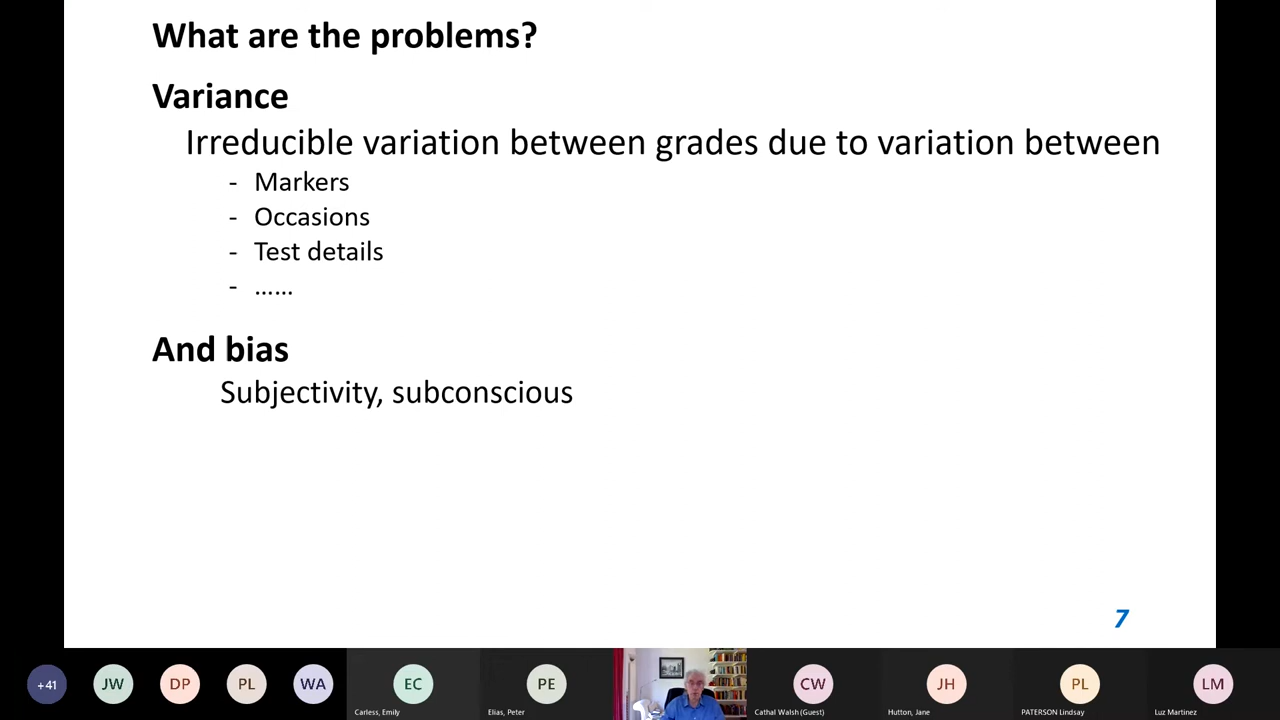 What are the problems?
Variance
Irreducible variation between grades due to variation between
- Markers
- Occasions
- Test details
- ……
And bias
Subjectivity, subconscious
7
+41
JW
DP
PL
WA
EC
PE
CW
JH
PL
LM
Carless, Emily
Elias, Peter
Cathal Walsh (Guest)
Hutton, Jane
PATERSON Lindsay
Luz Martinez